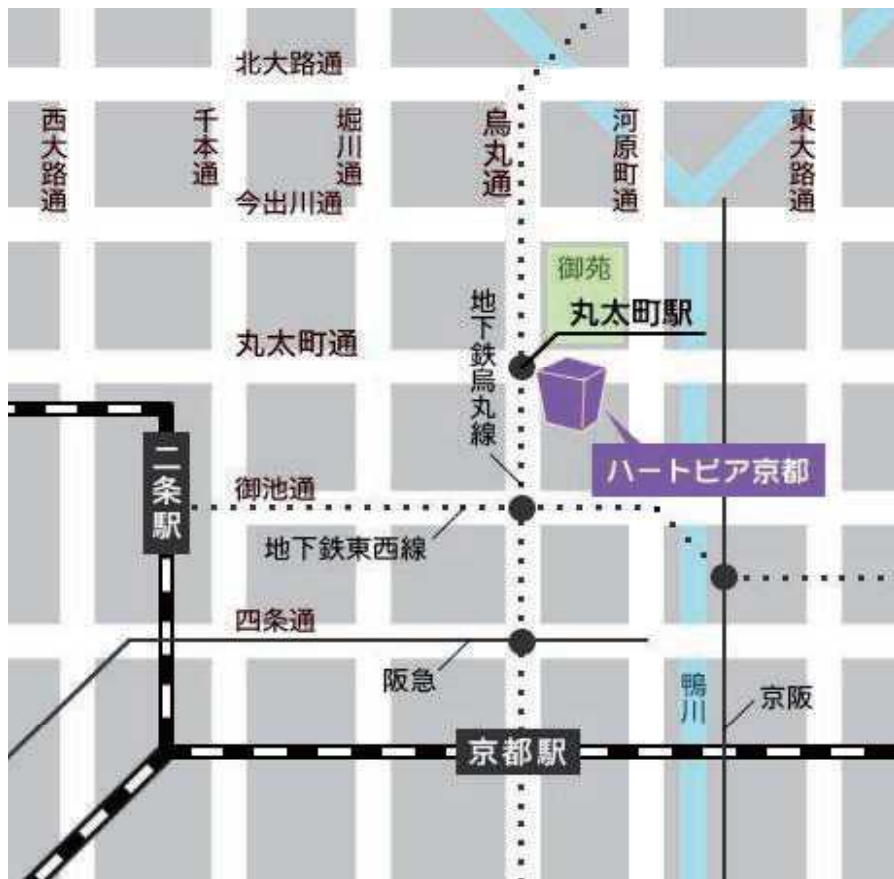 北大路通
西大路通
千本通
堀川通
烏丸通
河原町通
東大路通
今出川通
御苑
丸太町駅
地下鉄烏丸線
丸太町通
ハートピア京都
二条駅
御池通
地下鉄東西線
四条通
阪急
鴨川
京阪
京都駅